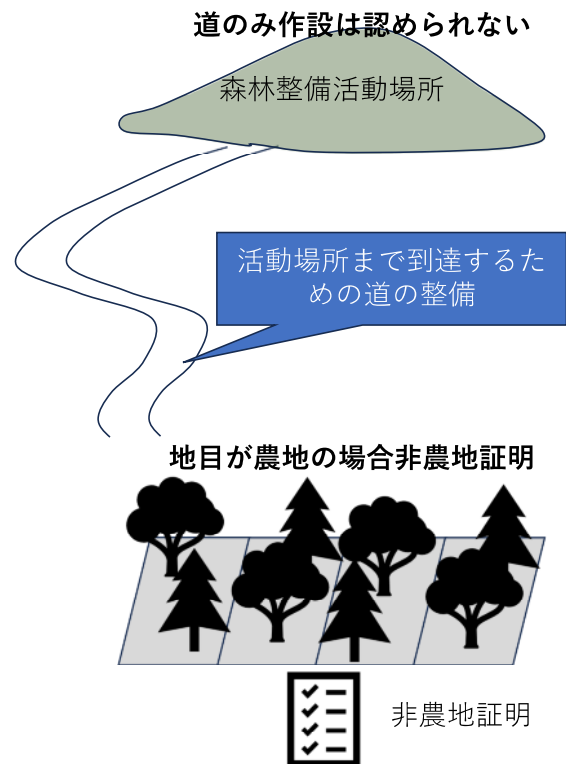 道のみ作設は認められない
森林整備活動場所
活動場所まで到達するた
めの道の整備
地目が農地の場合非農地証明
非農地証明